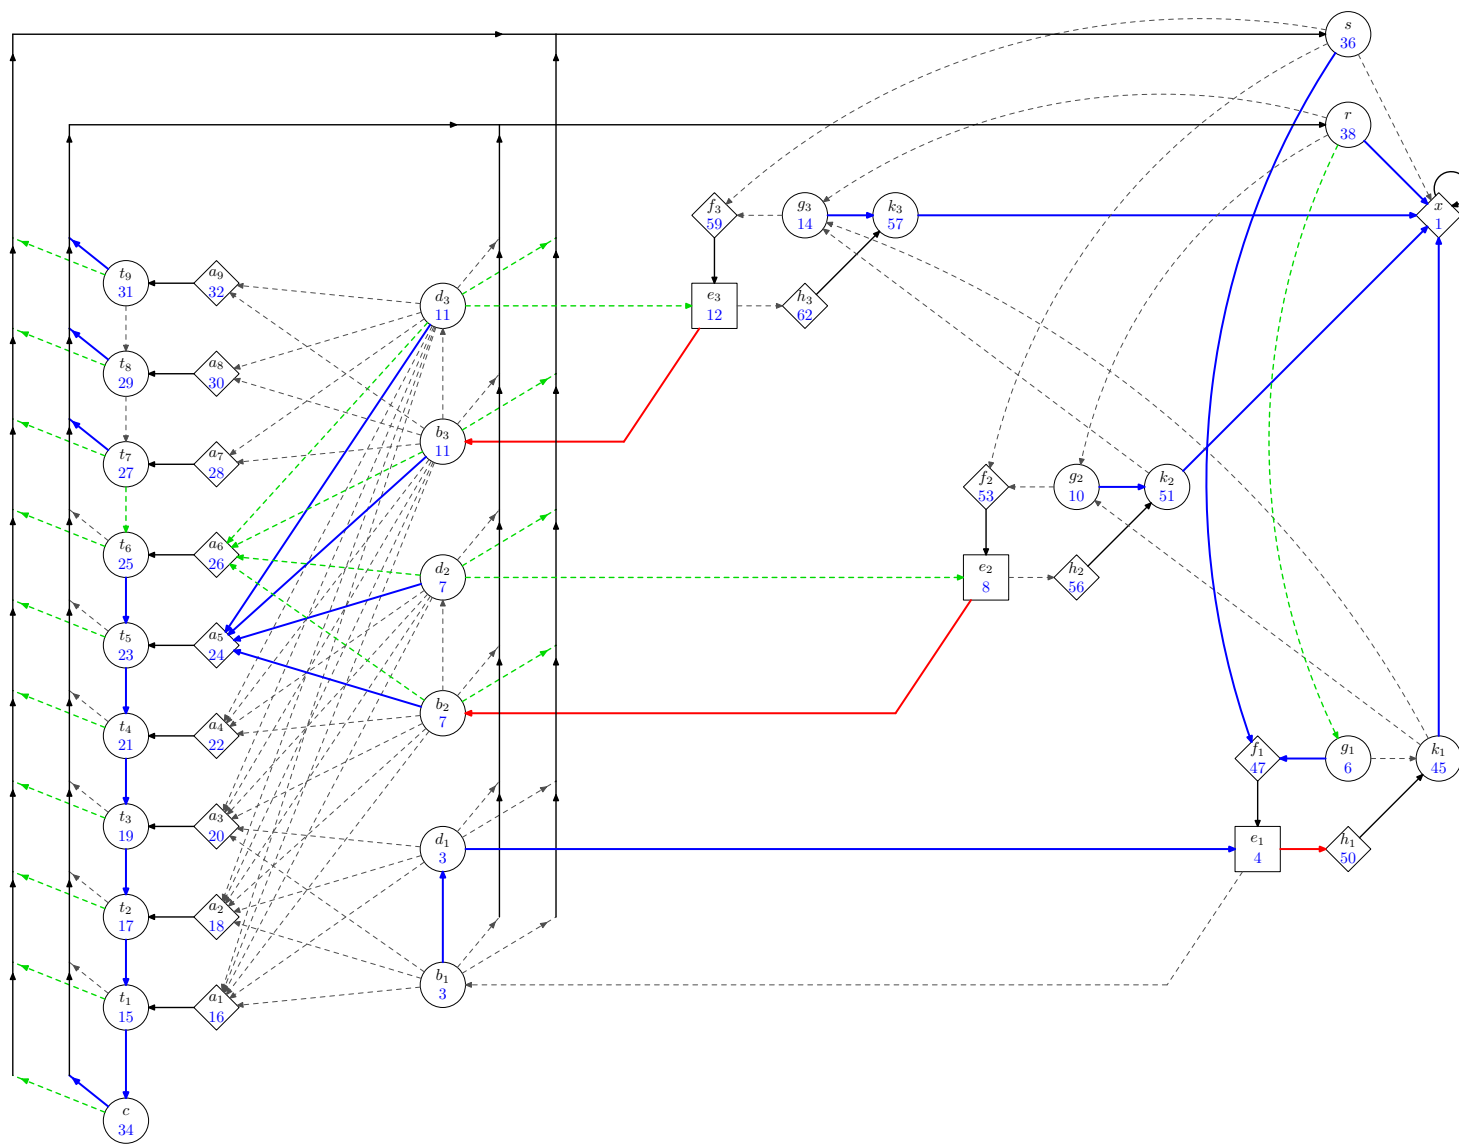 s
36
r
38
f₃
59
g₃
14
k₃
57
x
1
t₉
31
a₉
32
d₃
11
e₃
12
h₃
62
t₈
29
a₈
30
b₃
11
t₇
27
a₇
28
f₂
53
g₂
10
k₂
51
t₆
25
a₆
26
d₂
7
e₂
8
h₂
56
t₅
23
a₅
24
b₂
7
t₄
21
a₄
22
f₁
47
g₁
6
k₁
45
t₃
19
a₃
20
d₁
3
e₁
4
h₁
50
t₂
17
a₂
18
b₁
3
t₁
15
a₁
16
c
34